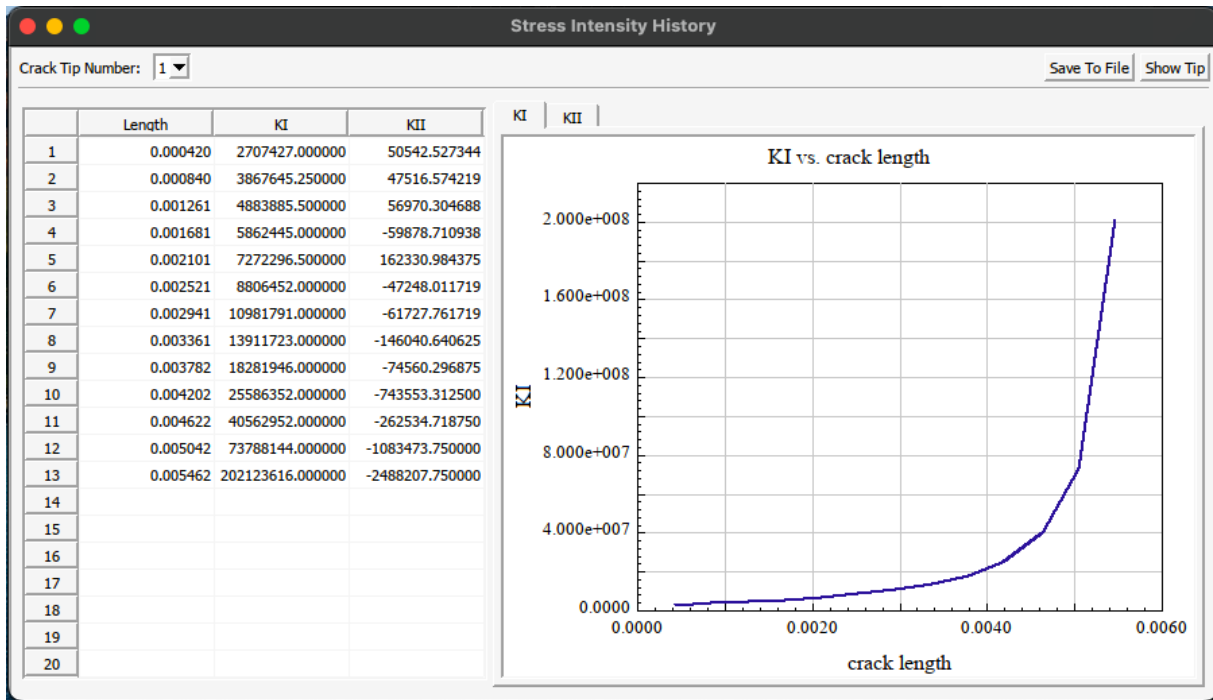 Stress Intensity History
Crack Tip Number: 1 Save To File Show Tip
Length KI KII
1 0.000420 2707427.000000 50542.527344
2 0.000840 3867645.250000 47516.574219
3 0.001261 4883885.500000 56970.304688
4 0.001681 5862445.000000 -59878.710938
5 0.002101 7272296.500000 162330.984375
6 0.002521 8806452.000000 -47248.011719
7 0.002941 10981791.000000 -61727.761719
8 0.003361 13911723.000000 -146040.640625
9 0.003782 18281946.000000 -74560.296875
10 0.004202 25586352.000000 -743553.312500
11 0.004622 40562952.000000 -262534.718750
12 0.005042 73788144.000000 -1083473.750000
13 0.005462 202123616.000000 -2488207.750000
14
15
16
17
18
19
20
KI KII
KI vs. crack length
2.000e+008
1.600e+008
1.200e+008
KI
8.000e+007
4.000e+007
0.0000
0.0000 0.0020 0.0040 0.0060
crack length